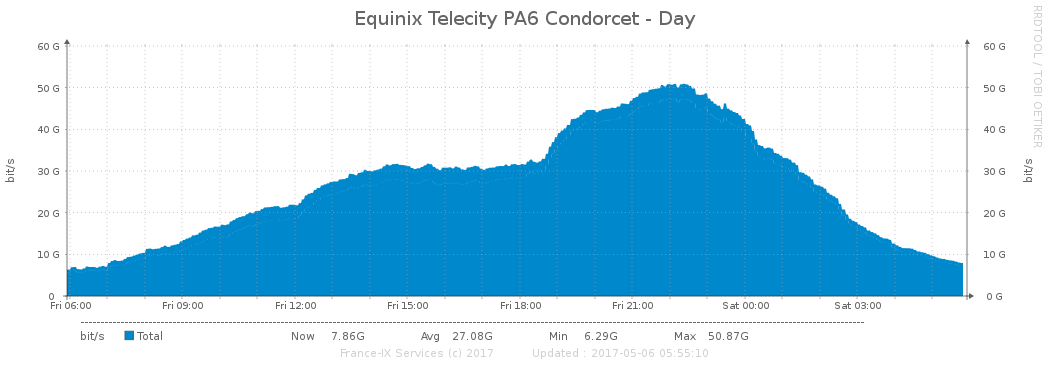 Equinix Telecity PA6 Condorcet - Day
RRDTOOL / TOBI OETIKER
60 G 60 G
50 G 50 G
40 G 40 G
30 G 30 G
20 G 20 G
10 G 10 G
0 0 G
bit/s bit/s
Fri 06:00 Fri 09:00 Fri 12:00 Fri 15:00 Fri 18:00 Fri 21:00 Sat 00:00 Sat 03:00
bit/s Total Now 7.86G Avg 27.08G Min 6.29G Max 50.87G
France-IX Services (c) 2017 Updated : 2017-05-06 05:55:10